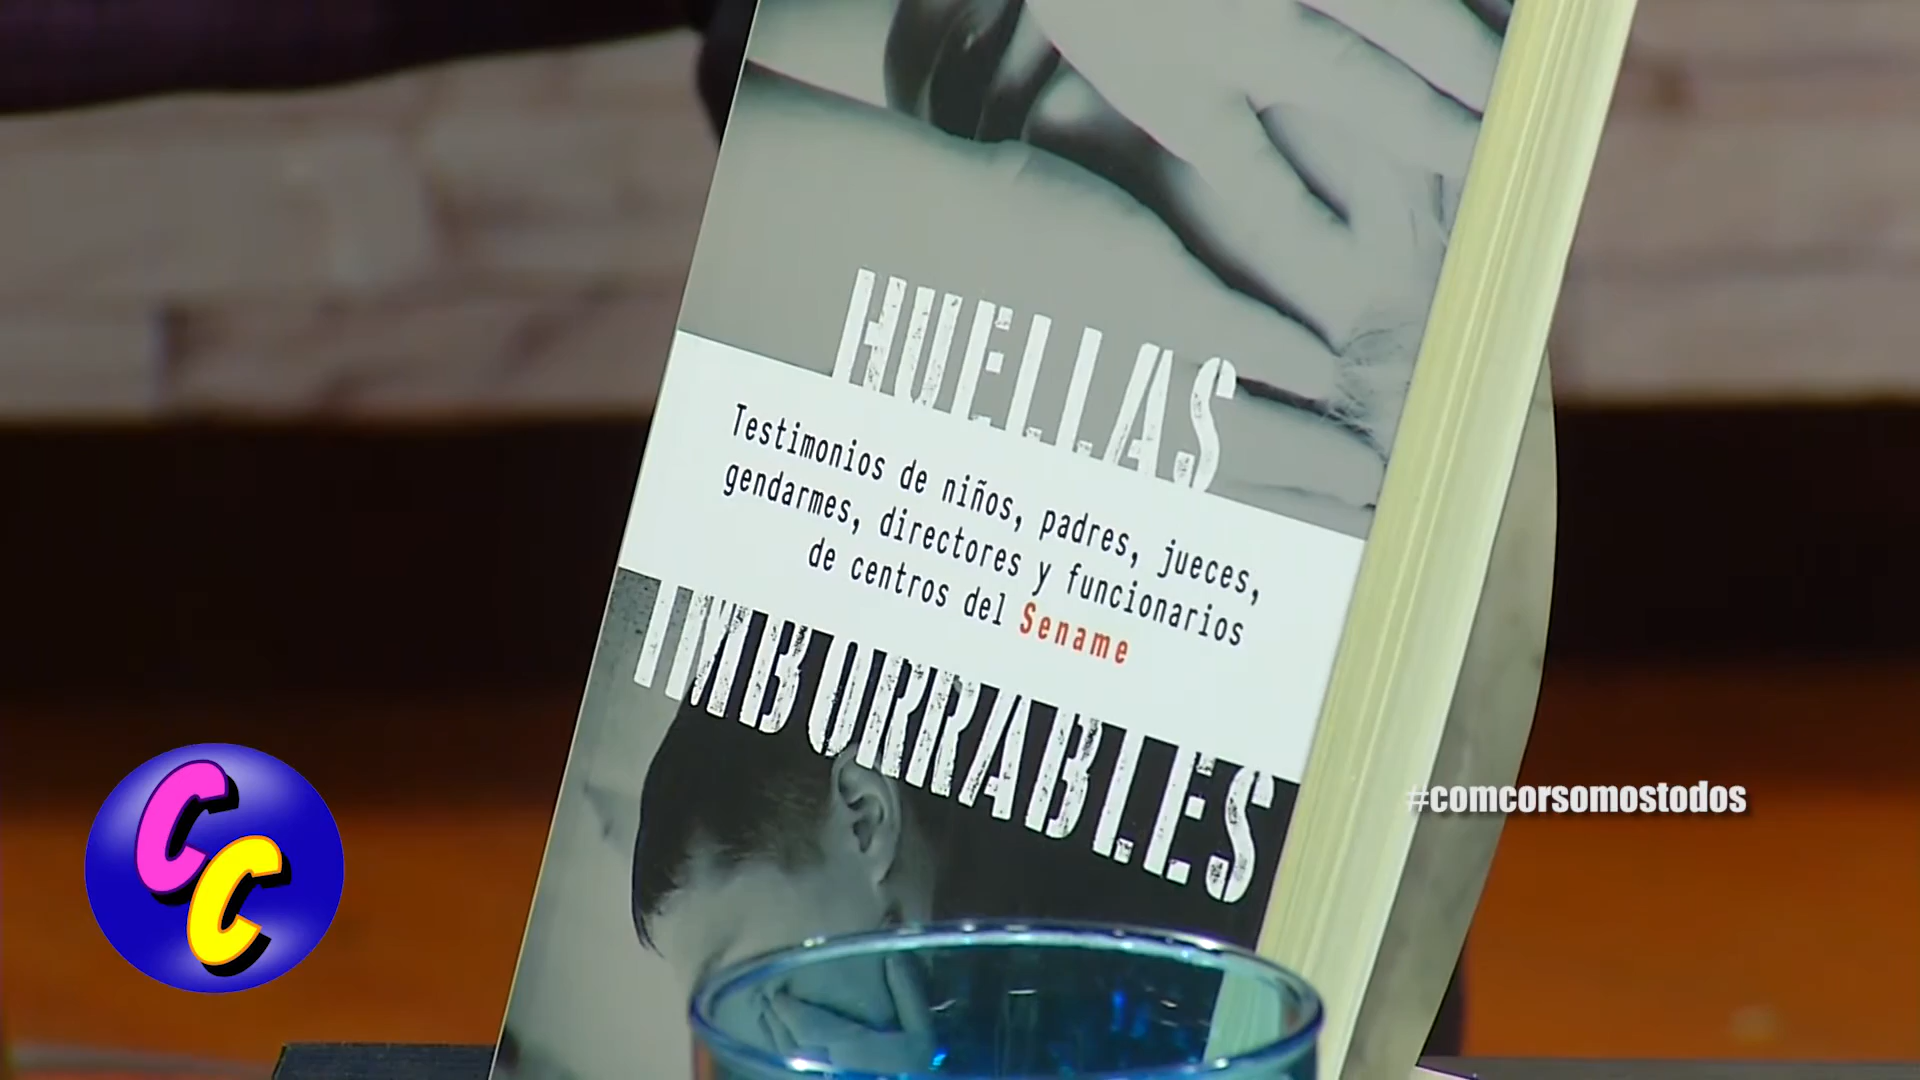 HUELLAS
Testimonios de niños, padres, jueces,
gendarmes, directores y funcionarios
de centros del Sename
IMBORRABLES
#comcorsomostodos
CC